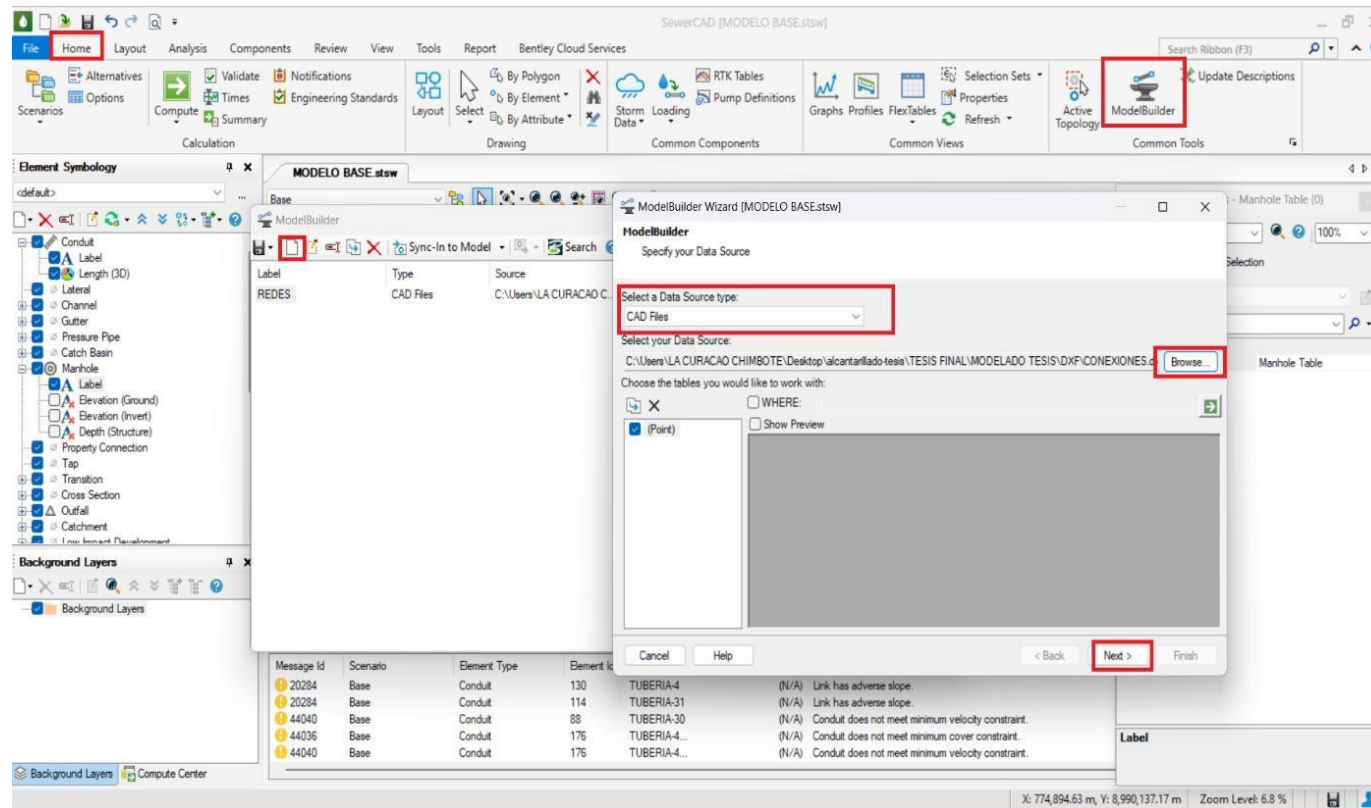 SewerCAD [MODELO BASE.stsw]
File Home Layout Analysis Components Review View Tools Report Bentley Cloud Services
Search Ribbon (F3)
Scenarios
Alternatives
Options
Compute
Validate
Times
Summary
Notifications
Engineering Standards
Calculation
Layout
Select
By Polygon
By Element
By Attribute
Drawing
Storm Data
Loading
RTK Tables
Pump Definitions
Common Components
Graphs Profiles FlexTables
Selection Sets
Properties
Refresh
Common Views
Active Topology
ModelBuilder
Update Descriptions
Common Tools
Element Symbology
<default>
Conduit
Label
Length (3D)
Lateral
Channel
Gutter
Pressure Pipe
Catch Basin
Manhole
Label
Elevation (Ground)
Elevation (Invert)
Depth (Structure)
Property Connection
Tap
Transition
Cross Section
Outfall
Catchment
Low Impact Development
Background Layers
Background Layers
Background Layers Compute Center
MODELO BASE.stsw
Base
ModelBuilder
Sync-In to Model Search
Label Type Source
REDES CAD Files C:\Users\LA CURACAO C...
ModelBuilder Wizard [MODELO BASE.stsw]
ModelBuilder
Specify your Data Source
Select a Data Source type:
CAD Files
Select your Data Source:
C:\Users\LA CURACAO CHIMBOTE\Desktop\alcantarillado-tesis\TESIS FINAL\MODELADO TESIS\DXF\CONEXIONES.d
Browse...
Choose the tables you would like to work with:
WHERE:
(Point)
Show Preview
Cancel Help < Back Next > Finish
- Manhole Table (0)
100%
Selection
Manhole Table
Label
Message Id Scenario Element Type Element Id
20284 Base Conduit 130 TUBERIA-4 (N/A) Link has adverse slope.
20284 Base Conduit 114 TUBERIA-31 (N/A) Link has adverse slope.
44040 Base Conduit 88 TUBERIA-30 (N/A) Conduit does not meet minimum velocity constraint.
44036 Base Conduit 176 TUBERIA-4... (N/A) Conduit does not meet minimum cover constraint.
44040 Base Conduit 176 TUBERIA-4... (N/A) Conduit does not meet minimum velocity constraint.
X: 774,894.63 m, Y: 8,990,137.17 m Zoom Level: 6.8 %